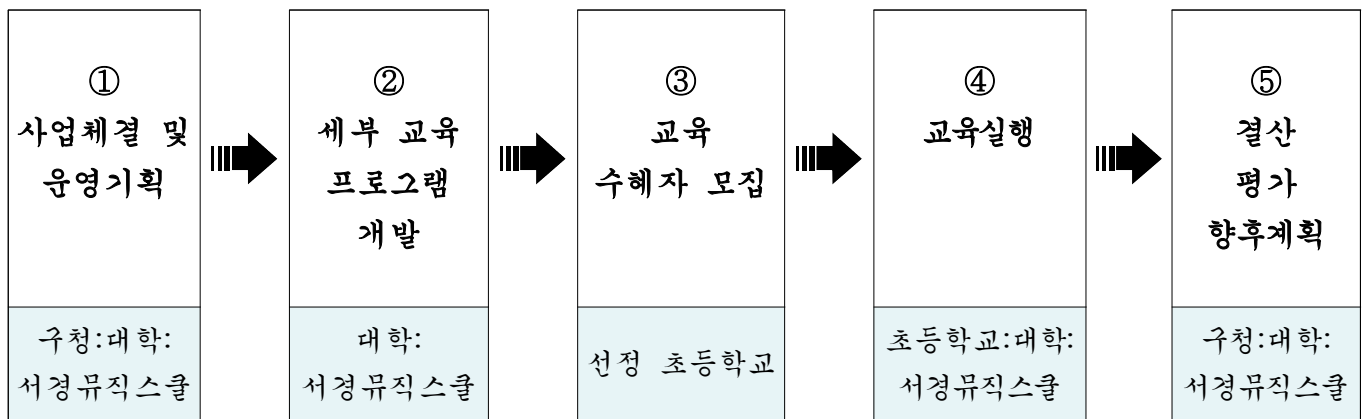 ①
사업체결 및
운영기획
구청:대학:
서경뮤직스쿨
②
세부 교육
프로그램
개발
대학:
서경뮤직스쿨
③
교육
수혜자 모집
선정 초등학교
④
교육실행
초등학교:대학:
서경뮤직스쿨
⑤
결산
평가
향후계획
구청:대학:
서경뮤직스쿨